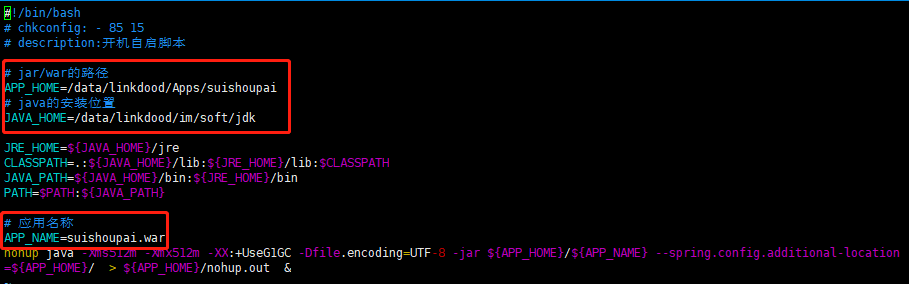 #!/bin/bash
# chkconfig: - 85 15
# description:开机自启脚本
# jar/war的路径
APP_HOME=/data/linkdood/Apps/suishoupai
# java的安装位置
JAVA_HOME=/data/linkdood/im/soft/jdk
JRE_HOME=${JAVA_HOME}/jre
CLASSPATH=.:${JAVA_HOME}/lib:${JRE_HOME}/lib:$CLASSPATH
JAVA_PATH=${JAVA_HOME}/bin:${JRE_HOME}/bin
PATH=$PATH:${JAVA_PATH}
# 应用名称
APP_NAME=suishoupai.war
nohup java -Xms512m -Xmx512m -XX:+UseG1GC -Dfile.encoding=UTF-8 -jar ${APP_HOME}/${APP_NAME} --spring.config.additional-location
=${APP_HOME}/ > ${APP_HOME}/nohup.out &